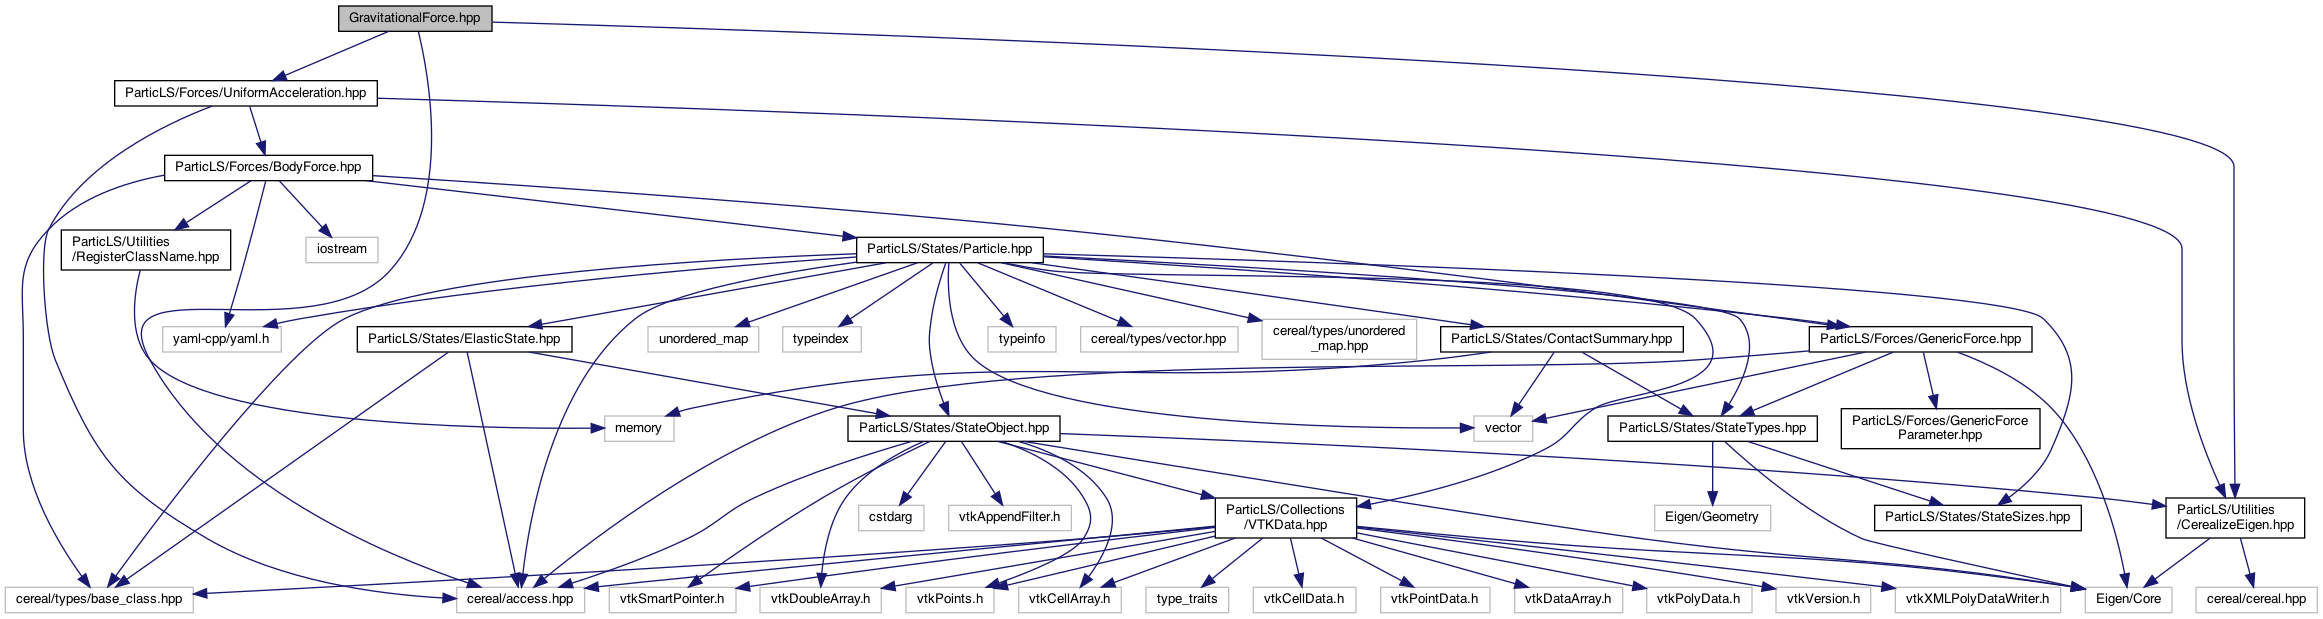 GravitationalForce.hpp
ParticLS/Forces/UniformAcceleration.hpp
ParticLS/Forces/BodyForce.hpp
ParticLS/Utilities
/RegisterClassName.hpp
iostream
ParticLS/States/Particle.hpp
yaml-cpp/yaml.h
ParticLS/States/ElasticState.hpp
unordered_map
typeindex
typeinfo
cereal/types/vector.hpp
cereal/types/unordered
_map.hpp
ParticLS/States/ContactSummary.hpp
ParticLS/Forces/GenericForce.hpp
memory
ParticLS/States/StateObject.hpp
vector
ParticLS/States/StateTypes.hpp
ParticLS/Forces/GenericForce
Parameter.hpp
cstdarg
vtkAppendFilter.h
ParticLS/Collections
/VTKData.hpp
Eigen/Geometry
ParticLS/States/StateSizes.hpp
ParticLS/Utilities
/CerealizeEigen.hpp
cereal/types/base_class.hpp
cereal/access.hpp
vtkSmartPointer.h
vtkDoubleArray.h
vtkPoints.h
vtkCellArray.h
type_traits
vtkCellData.h
vtkPointData.h
vtkDataArray.h
vtkPolyData.h
vtkVersion.h
vtkXMLPolyDataWriter.h
Eigen/Core
cereal/cereal.hpp